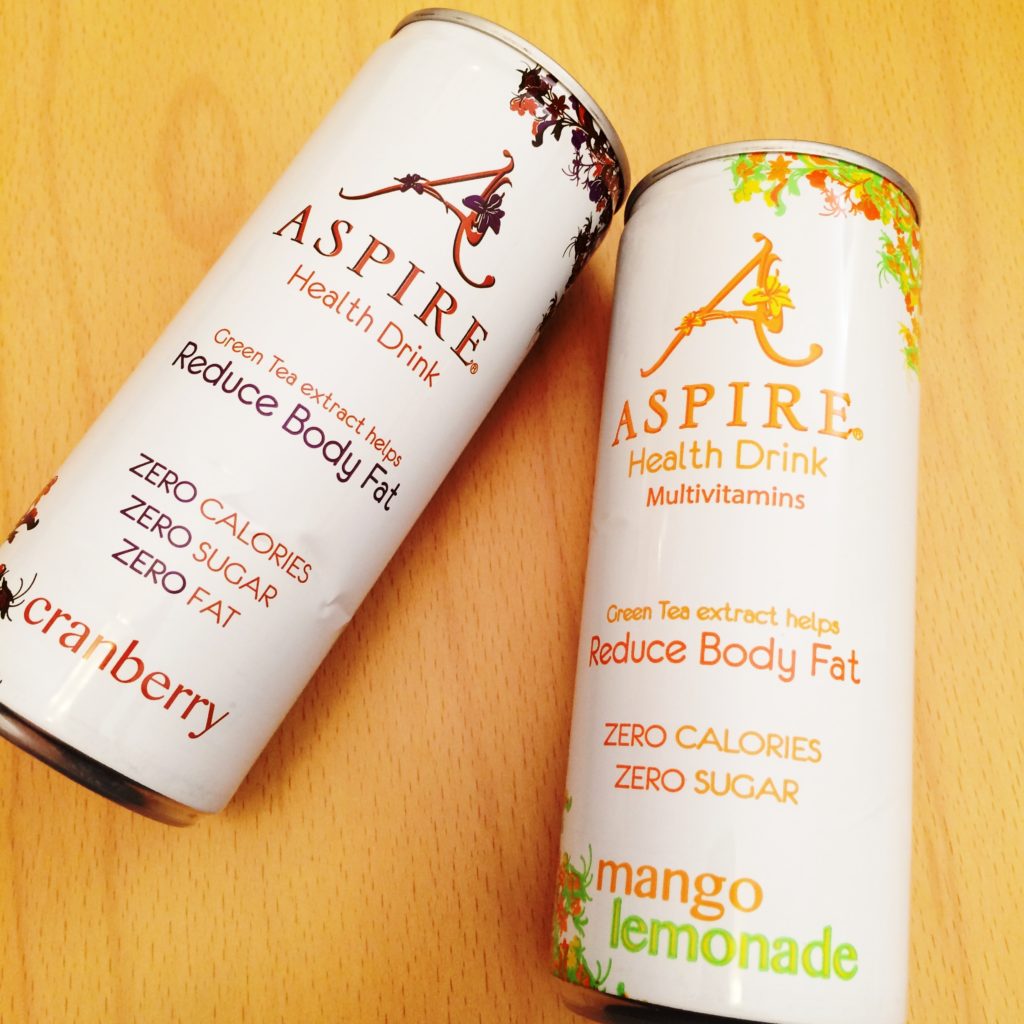 A
ASPIRE®
Health Drink
Green Tea extract helps
Reduce Body Fat
ZERO CALORIES
ZERO SUGAR
ZERO FAT
cranberry
A
ASPIRE®
Health Drink
Multivitamins
Green Tea extract helps
Reduce Body Fat
ZERO CALORIES
ZERO SUGAR
mango
lemonade